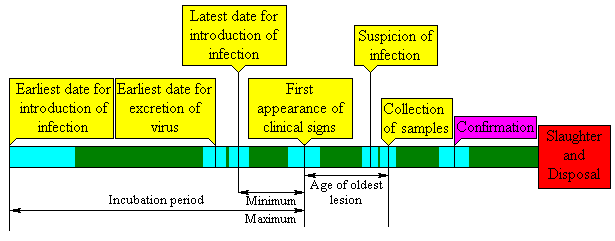 Latest date for
introduction of
infection
Suspicion of
infection
Earliest date for
introduction of
infection
Earliest date for
excretion of
virus
First
appearance of
clinical signs
Collection
of samples
Confirmation
Slaughter
and
Disposal
Incubation period
Minimum
Maximum
Age of oldest
lesion